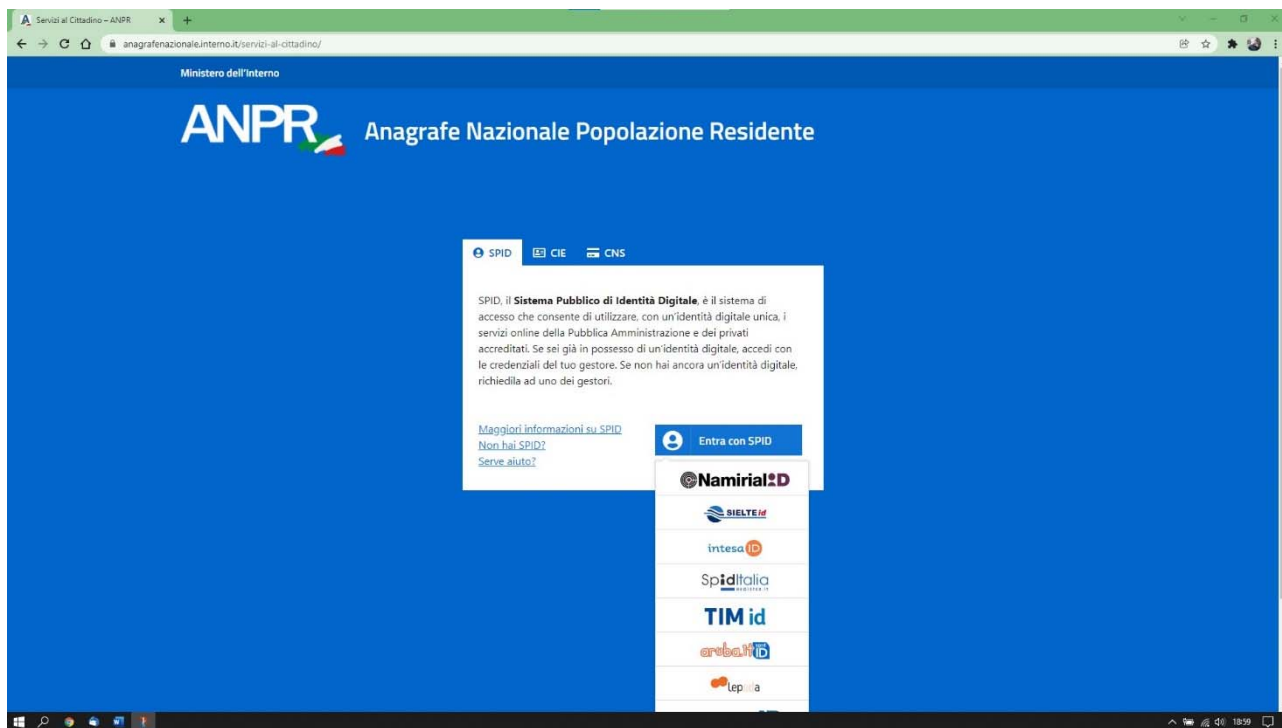 Servizi al Cittadino – ANPR
anagrafenazionale.interno.it/servizi-al-cittadino/
Ministero dell'Interno
ANPR
Anagrafe Nazionale Popolazione Residente
SPID CIE CNS
SPID, il Sistema Pubblico di Identità Digitale, è il sistema di
accesso che consente di utilizzare, con un'identità digitale unica, i
servizi online della Pubblica Amministrazione e dei privati
accreditati. Se sei già in possesso di un'identità digitale, accedi con
le credenziali del tuo gestore. Se non hai ancora un'identità digitale,
richiedila ad uno dei gestori.
Maggiori informazioni su SPID
Non hai SPID?
Serve aiuto?
Entra con SPID
Namirial ID
SIELTE id
intesa ID
SpidItalia
TIM id
aruba.it ID
lepida
18:59